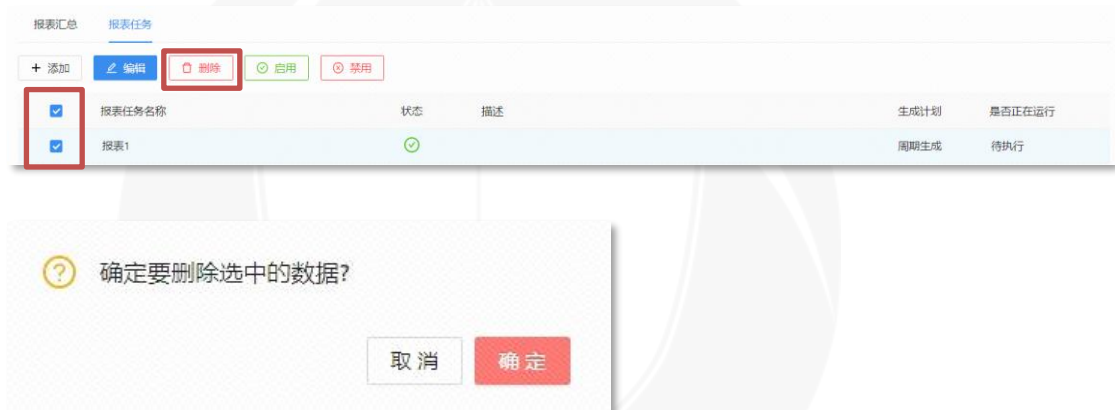 报表汇总 报表任务
+ 添加 编辑 删除 启用 禁用
报表任务名称 状态 描述 生成计划 是否正在运行
报表1 周期生成 待执行
确定要删除选中的数据?
取消 确定